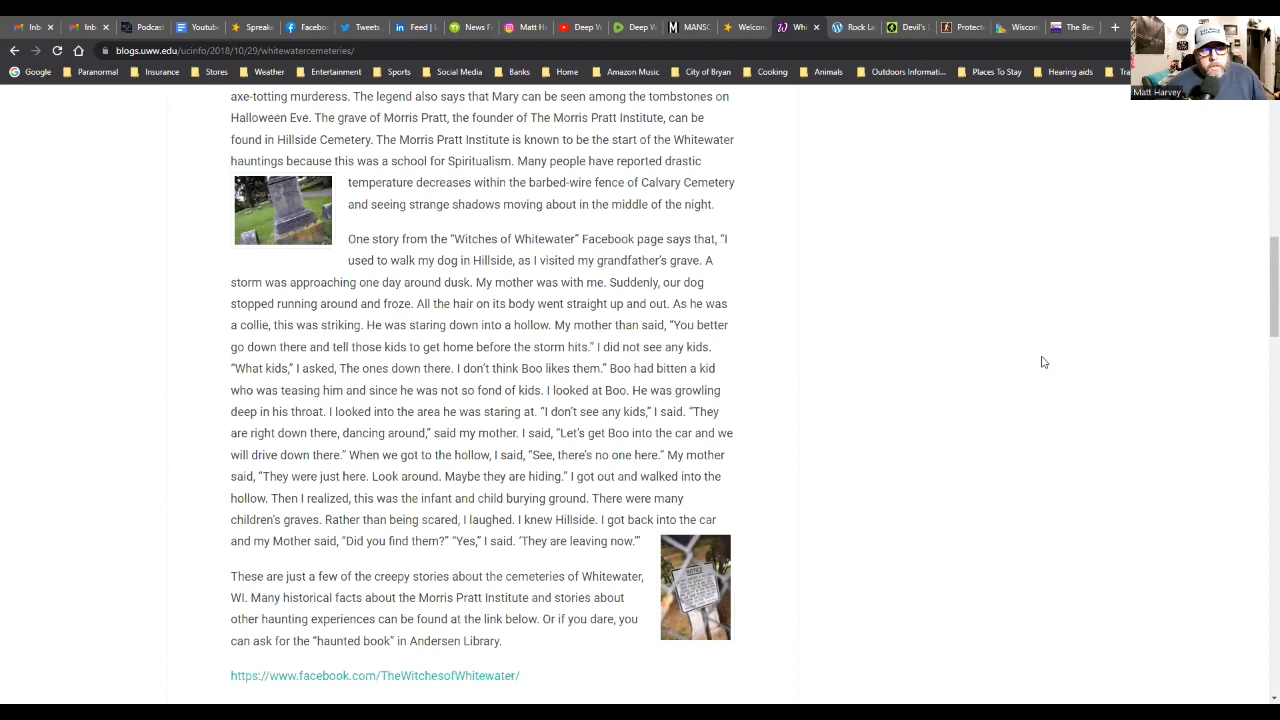 Inb
Inb
Podcast
Youtub
Spreake
Faceboo
Tweets
Feed | L
News F
Matt H
Deep W
Deep W
MANSC
Welcom
Whi
Rock La
Devil's
Protect
Wiscon
The Be
blogs.uww.edu/ucinfo/2018/10/29/whitewatercemeteries/
Google Paranormal Insurance Stores Weather Entertainment Sports Social Media Banks Home Amazon Music City of Bryan Cooking Animals Outdoors Informati... Places To Stay Hearing aids Tra
Matt Harvey
axe-totting murderess. The legend also says that Mary can be seen among the tombstones on
Halloween Eve. The grave of Morris Pratt, the founder of The Morris Pratt Institute, can be
found in Hillside Cemetery. The Morris Pratt Institute is known to be the start of the Whitewater
hauntings because this was a school for Spiritualism. Many people have reported drastic
temperature decreases within the barbed-wire fence of Calvary Cemetery
and seeing strange shadows moving about in the middle of the night.
One story from the “Witches of Whitewater” Facebook page says that, “I
used to walk my dog in Hillside, as I visited my grandfather’s grave. A
storm was approaching one day around dusk. My mother was with me. Suddenly, our dog
stopped running around and froze. All the hair on its body went straight up and out. As he was
a collie, this was striking. He was staring down into a hollow. My mother than said, “You better
go down there and tell those kids to get home before the storm hits.” I did not see any kids.
“What kids,” I asked, The ones down there. I don’t think Boo likes them.” Boo had bitten a kid
who was teasing him and since he was not so fond of kids. I looked at Boo. He was growling
deep in his throat. I looked into the area he was staring at. “I don’t see any kids,” I said. “They
are right down there, dancing around,” said my mother. I said, “Let’s get Boo into the car and we
will drive down there.” When we got to the hollow, I said, “See, there’s no one here.” My mother
said, “They were just here. Look around. Maybe they are hiding.” I got out and walked into the
hollow. Then I realized, this was the infant and child burying ground. There were many
children’s graves. Rather than being scared, I laughed. I knew Hillside. I got back into the car
and my Mother said, “Did you find them?” “Yes,” I said. ‘They are leaving now.’”
These are just a few of the creepy stories about the cemeteries of Whitewater,
WI. Many historical facts about the Morris Pratt Institute and stories about
other haunting experiences can be found at the link below. Or if you dare, you
can ask for the “haunted book” in Andersen Library.
https://www.facebook.com/TheWitchesofWhitewater/